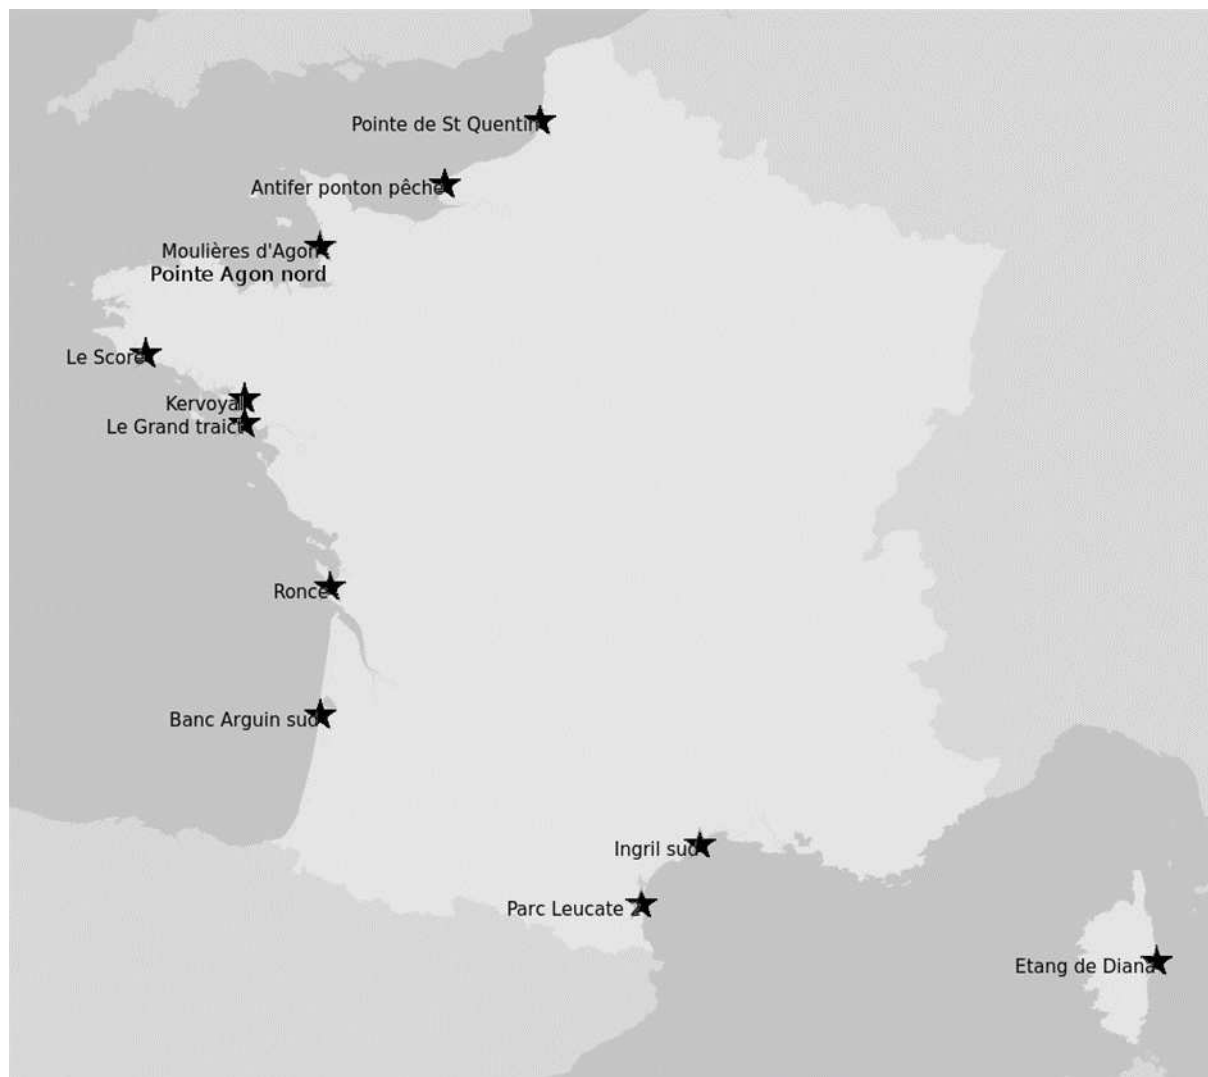 Pointe de St Quentin
Antifer ponton pêche
Moulières d'Agon
Pointe Agon nord
Le Scoré
Kervoyal
Le Grand traict
Ronce
Banc Arguin sud
Ingril sud
Parc Leucate 2
Etang de Diana